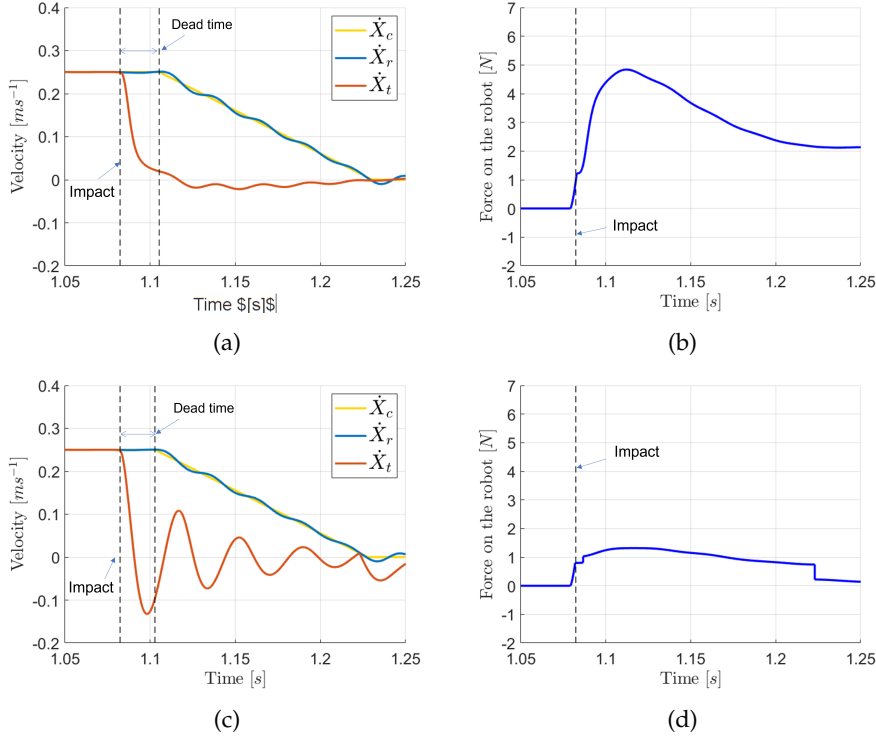 0.4
0.3
0.2
0.1
0
-0.1
-0.2
Velocity [ms⁻¹]
Dead time
Impact
Ẋc
Ẋr
Ẋt
1.05
1.1
1.15
1.2
1.25
Time $[s]$
(a)
7
6
5
4
3
2
1
0
-1
-2
Force on the robot [N]
Impact
1.05
1.1
1.15
1.2
1.25
Time [s]
(b)
0.4
0.3
0.2
0.1
0
-0.1
-0.2
Velocity [ms⁻¹]
Dead time
Impact
Ẋc
Ẋr
Ẋt
1.05
1.1
1.15
1.2
1.25
Time [s]
(c)
7
6
5
4
3
2
1
0
-1
-2
Force on the robot [N]
Impact
1.05
1.1
1.15
1.2
1.25
Time [s]
(d)